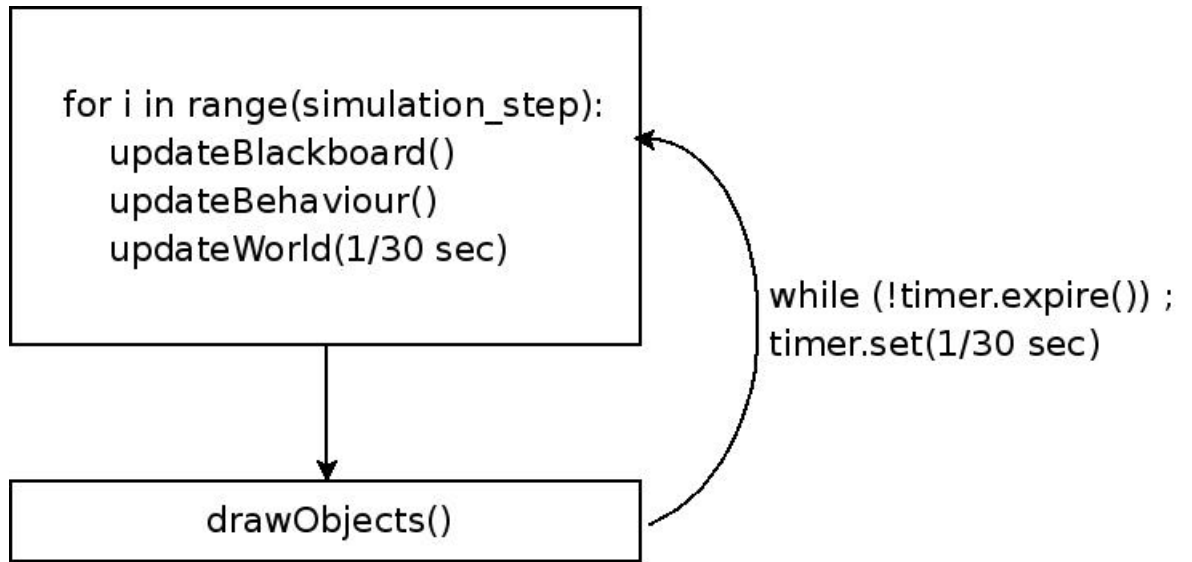 for i in range(simulation_step):
updateBlackboard()
updateBehaviour()
updateWorld(1/30 sec)
while (!timer.expire()) ;
timer.set(1/30 sec)
drawObjects()